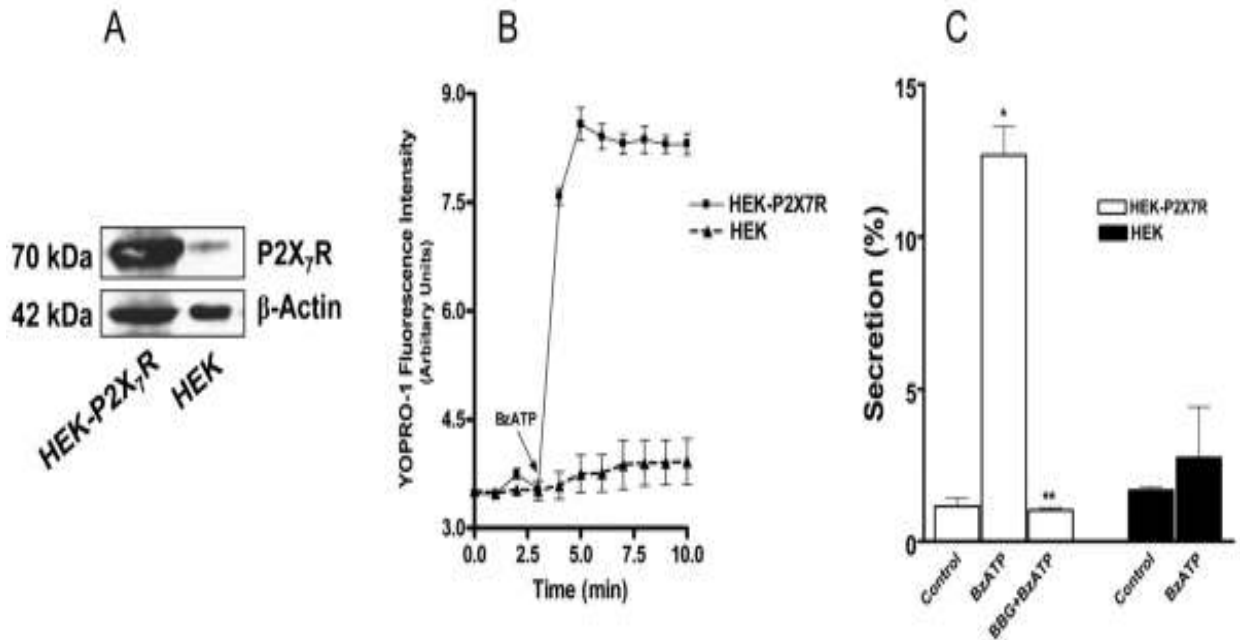 A
70 kDa
P2X₇R
42 kDa
β-Actin
HEK-P2X₇R
HEK
B
YOPRO-1 Fluorescence Intensity
(Arbitary Units)
9.0
7.5
6.0
4.5
3.0
BzATP
HEK-P2X7R
HEK
0.0 2.5 5.0 7.5 10.0
Time (min)
C
Secretion (%)
15
10
5
0
*
**
HEK-P2X7R
HEK
Control
BzATP
BBG+BzATP
Control
BzATP